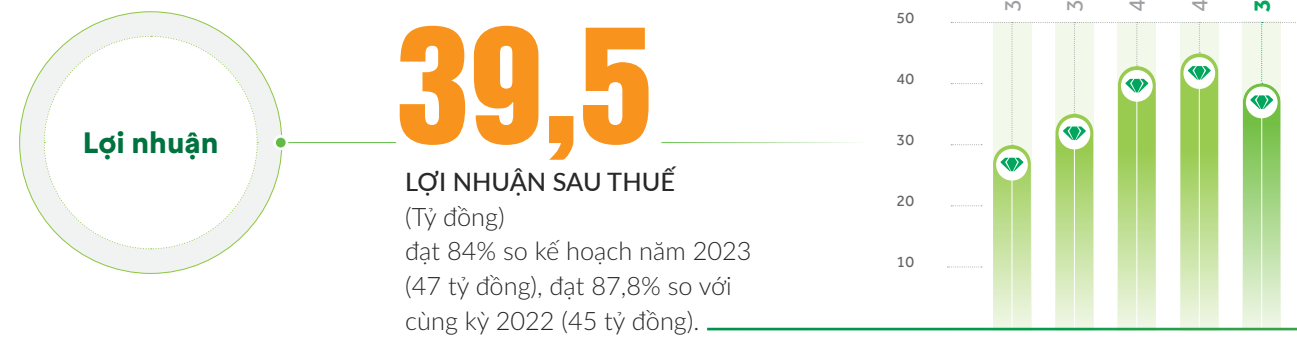 Lợi nhuận
39,5
LỢI NHUẬN SAU THUẾ
(Tỷ đồng)
đạt 84% so kế hoạch năm 2023
(47 tỷ đồng), đạt 87,8% so với
cùng kỳ 2022 (45 tỷ đồng).
50
40
30
20
10